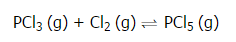 PCl3 (g) + Cl2 (g) ⇌ PCl5 (g)